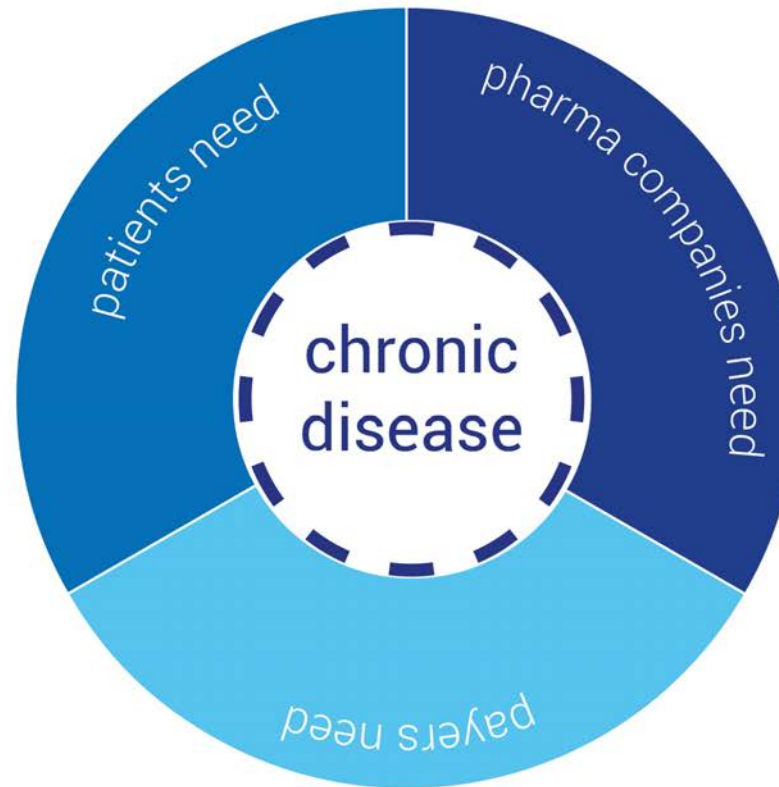 patients need
pharma companies need
chronic
disease
payers need